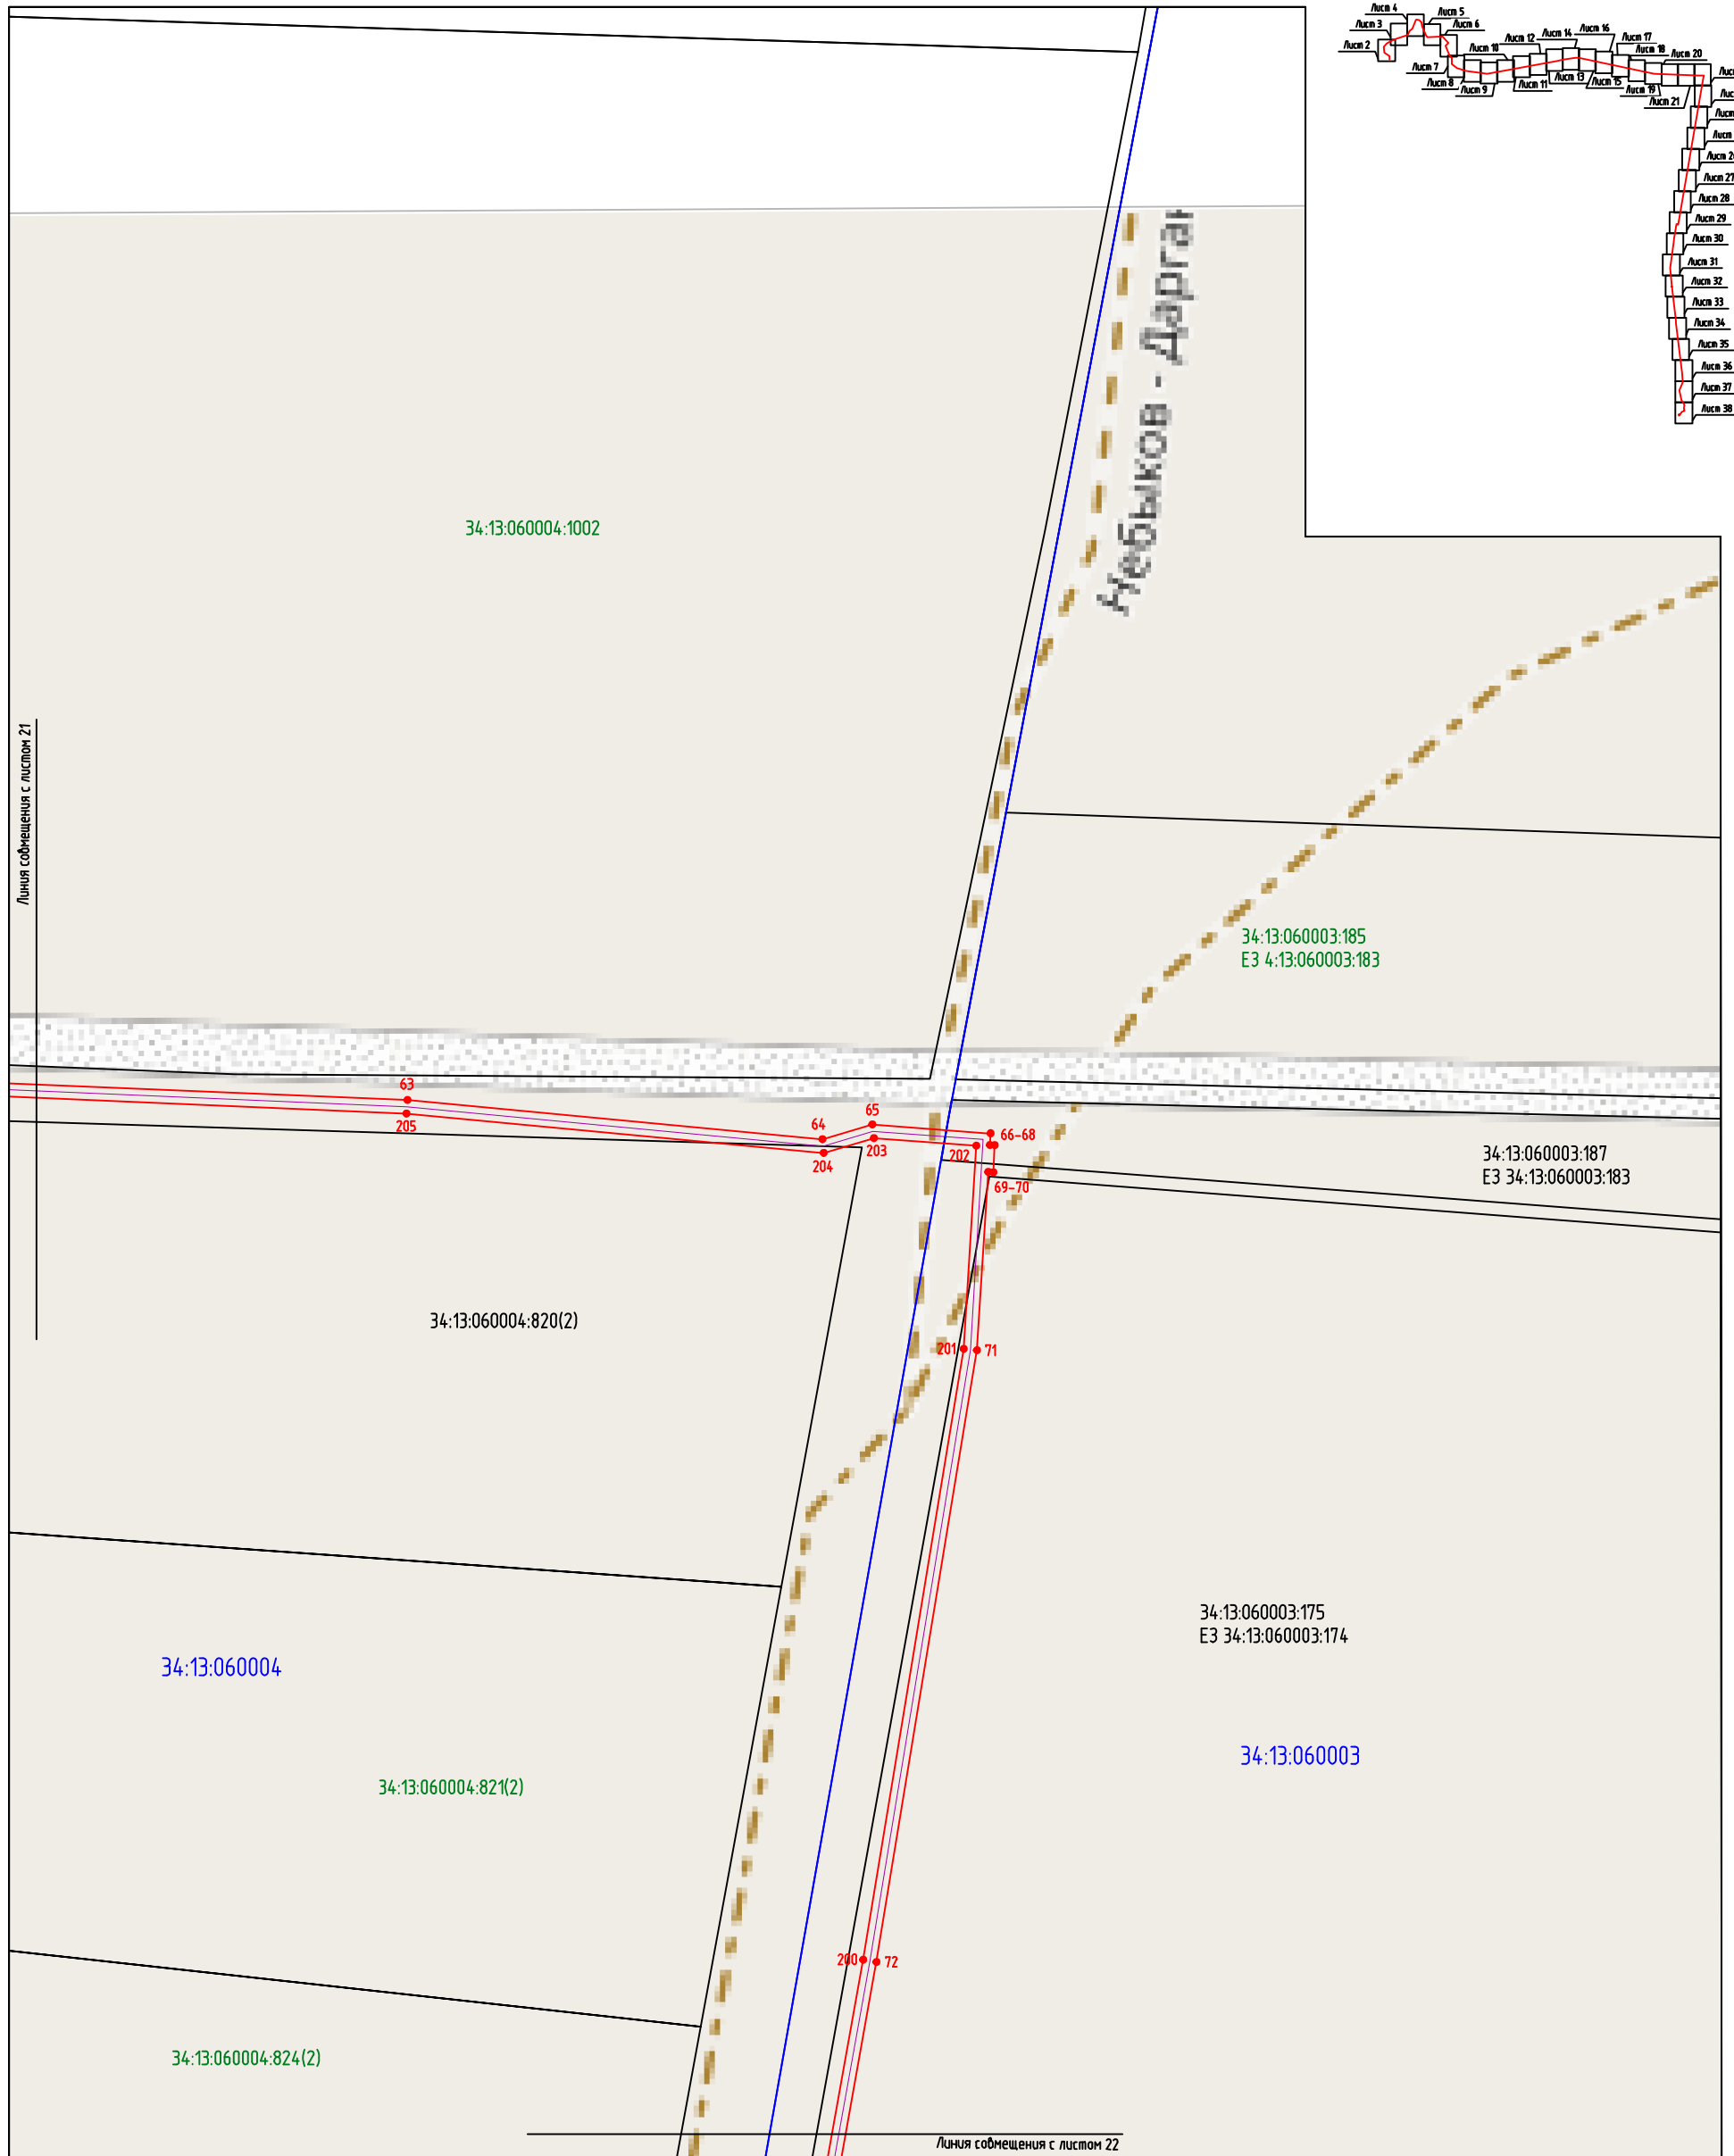 Лист 4
Лист 5
Лист 3
Лист 6
Лист 2
Лист 16
Лист 14
Лист 12
Лист 17
Лист 10
Лист 18
Лист 20
Лист 7
Лист 13
Лист 8
Лист 11
Лист 15
Лист 9
Лист 19
Лист 21
Лист 27
Лист 28
Лист 29
Лист 30
Лист 31
Лист 32
Лист 33
Лист 34
Лист 35
Лист 36
Лист 37
Лист 38
34:13:060004:1002
Линия совмещения с листом 21
34:13:060003:185
ЕЗ 4:13:060003:183
63
205
64
65
204
203
66-68
202
69-70
34:13:060003:187
ЕЗ 34:13:060003:183
34:13:060004:820(2)
201
71
34:13:060003:175
ЕЗ 34:13:060003:174
34:13:060004
34:13:060003
34:13:060004:821(2)
200
72
34:13:060004:824(2)
Линия совмещения с листом 22